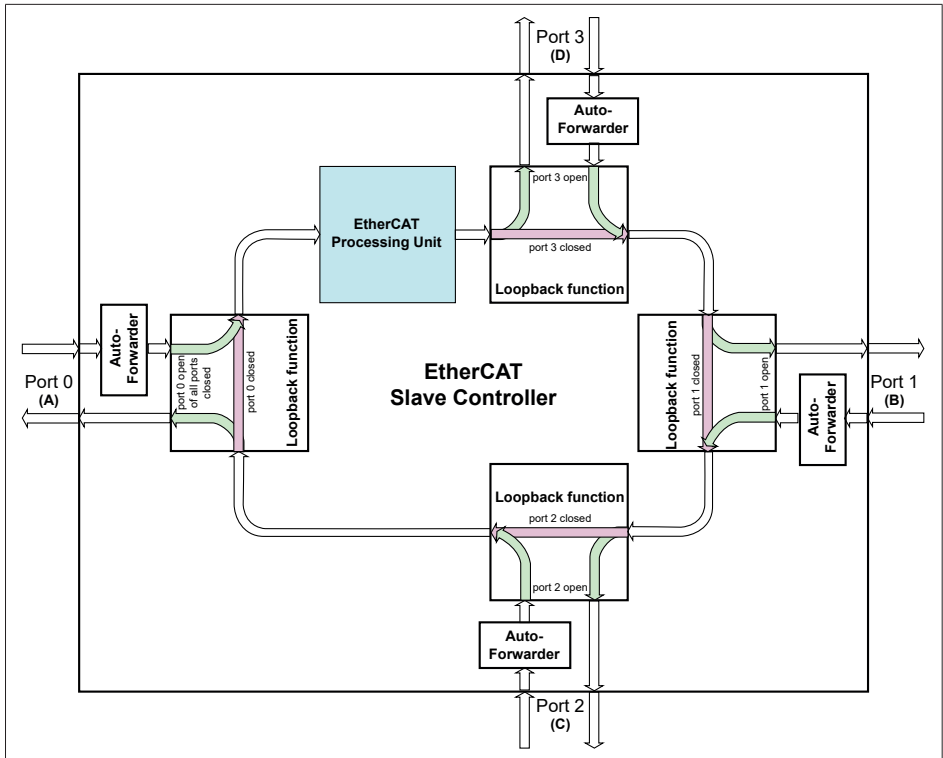 Port 3
(D)
Auto-
Forwarder
port 3 open
port 3 closed
Loopback function
EtherCAT
Processing Unit
Auto-
Forwarder
port 0 open
of all ports
closed
port 0 closed
Loopback function
Port 0
(A)
EtherCAT
Slave Controller
Loopback function
port 1 closed
port 1 open
Auto-
Forwarder
Port 1
(B)
Loopback function
port 2 closed
port 2 open
Auto-
Forwarder
Port 2
(C)